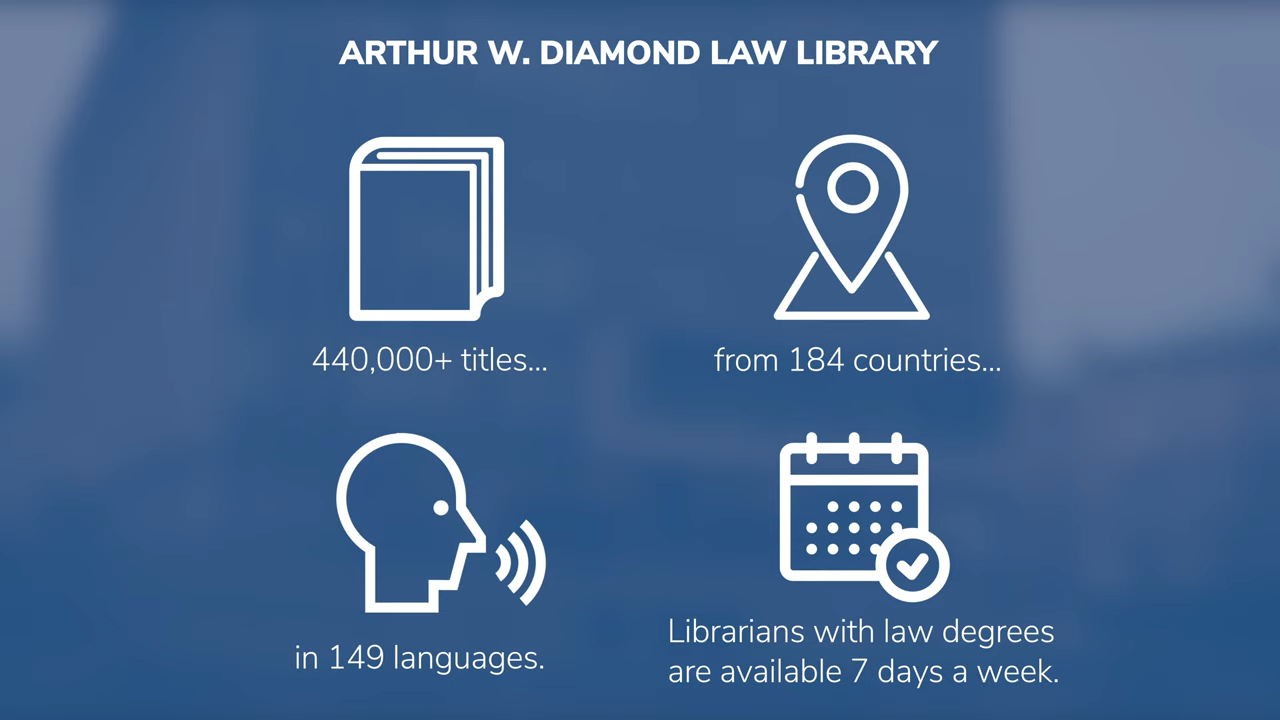 ARTHUR W. DIAMOND LAW LIBRARY
440,000+ titles...
from 184 countries...
in 149 languages.
Librarians with law degrees
are available 7 days a week.